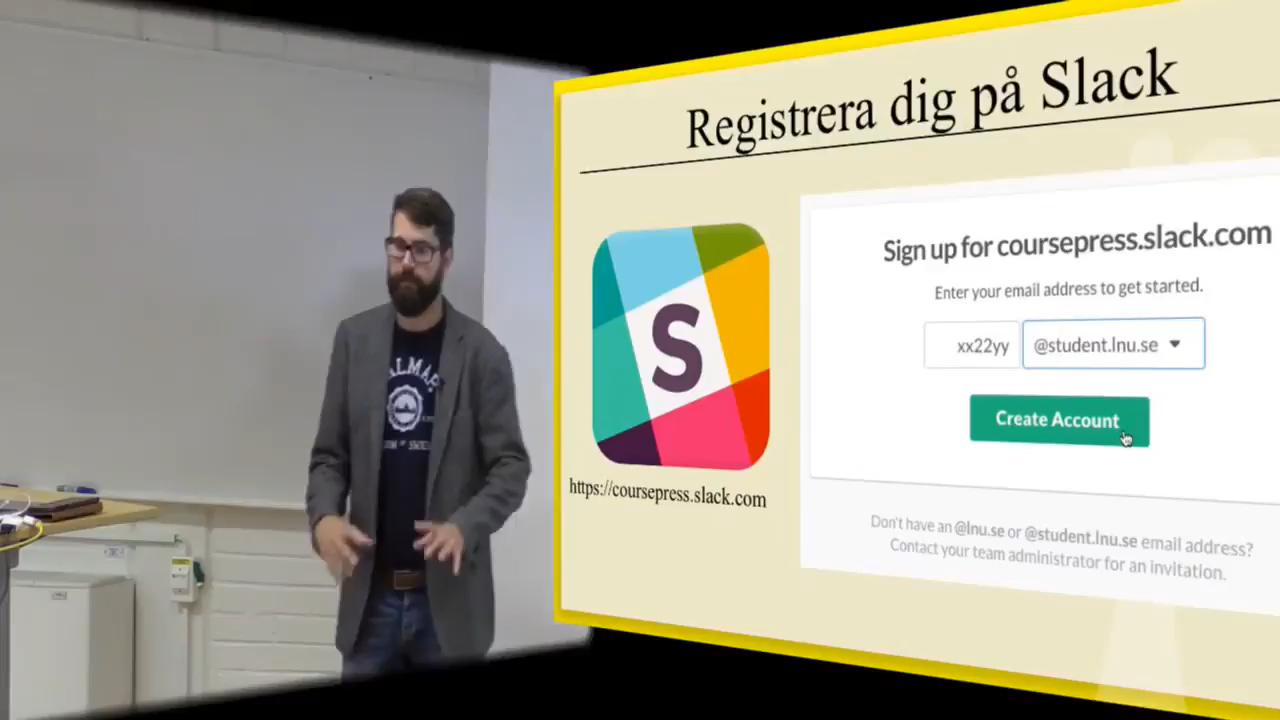 Registrera dig på Slack
S
https://coursepress.slack.com
Sign up for coursepress.slack.com
Enter your email address to get started.
xx22yy @student.lnu.se
Create Account
Don't have an @lnu.se or @student.lnu.se email address?
Contact your team administrator for an invitation.